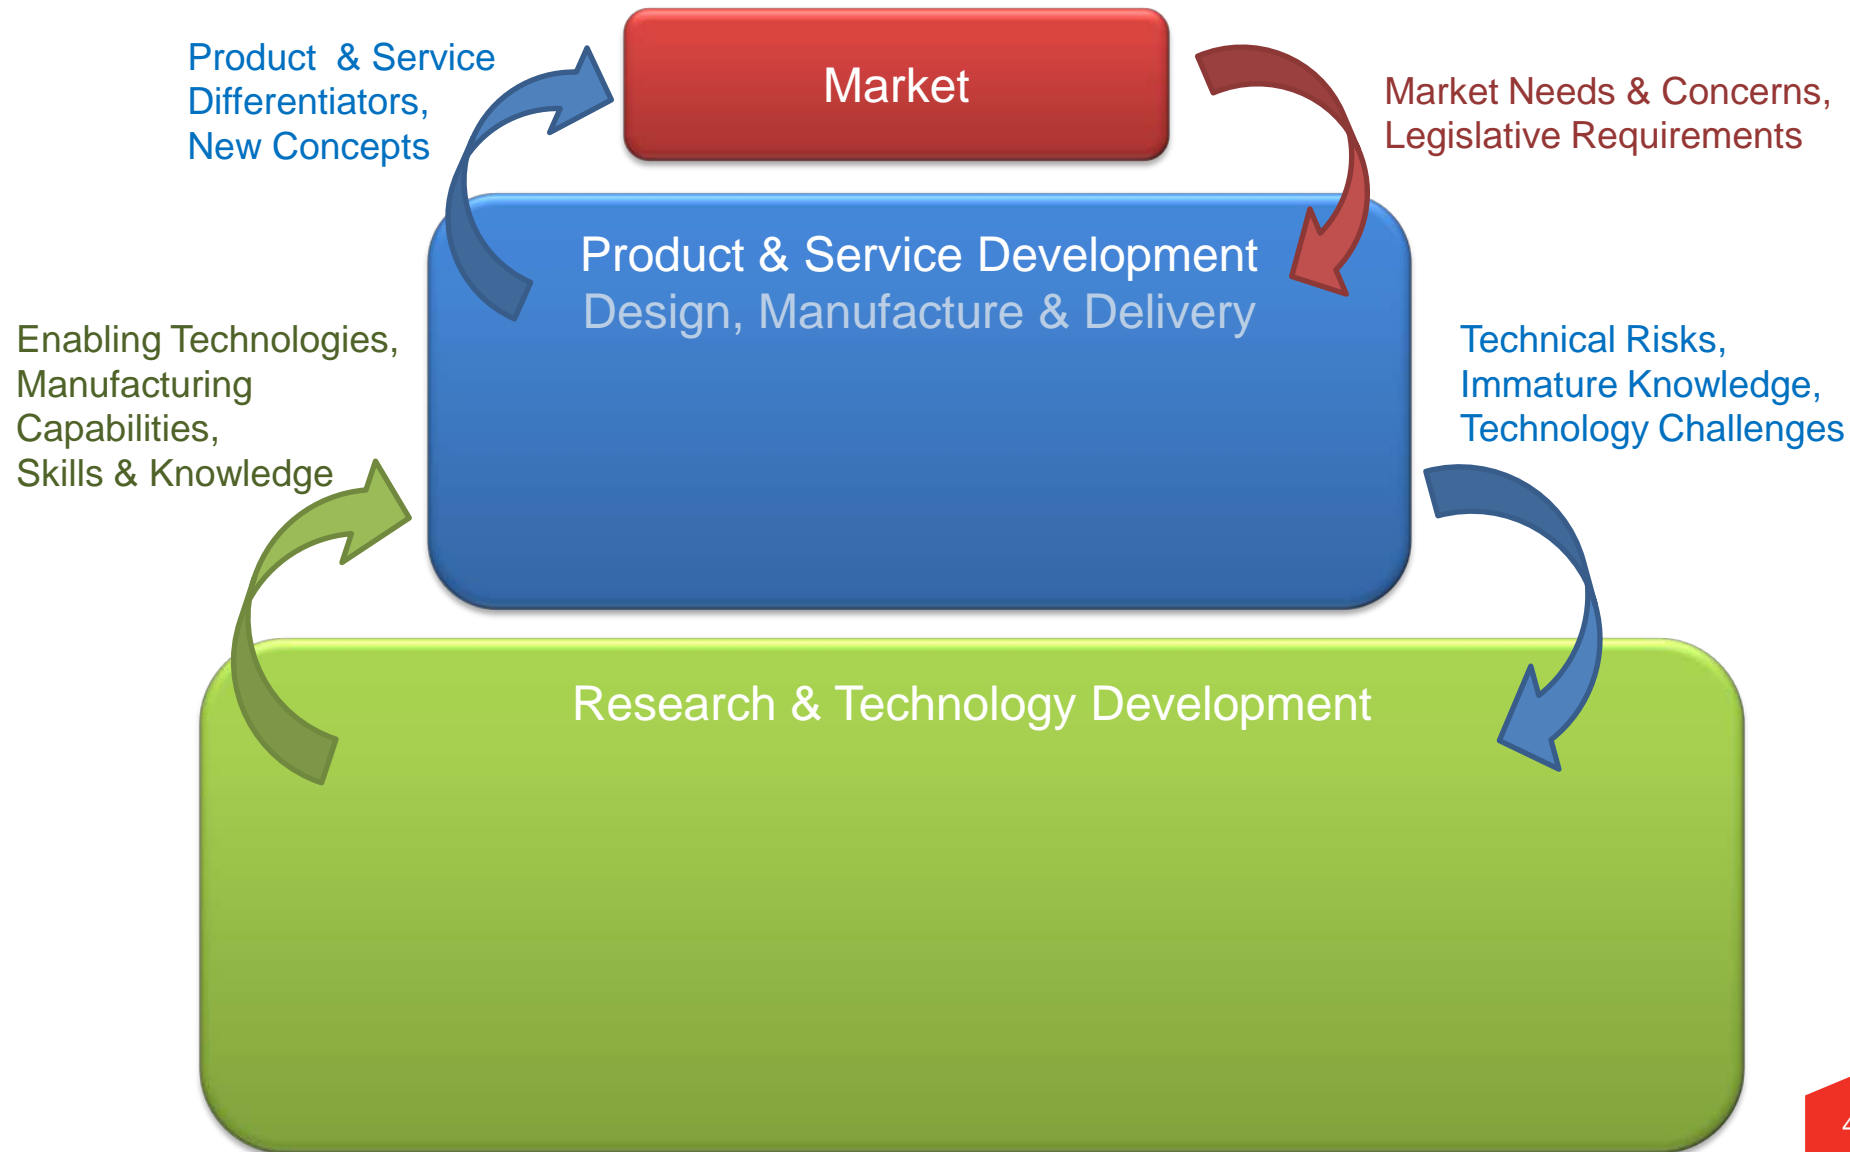 Market
Product & Service
Differentiators,
New Concepts
Market Needs & Concerns,
Legislative Requirements
Product & Service Development
Design, Manufacture & Delivery
Enabling Technologies,
Manufacturing
Capabilities,
Skills & Knowledge
Technical Risks,
Immature Knowledge,
Technology Challenges
Research & Technology Development
4